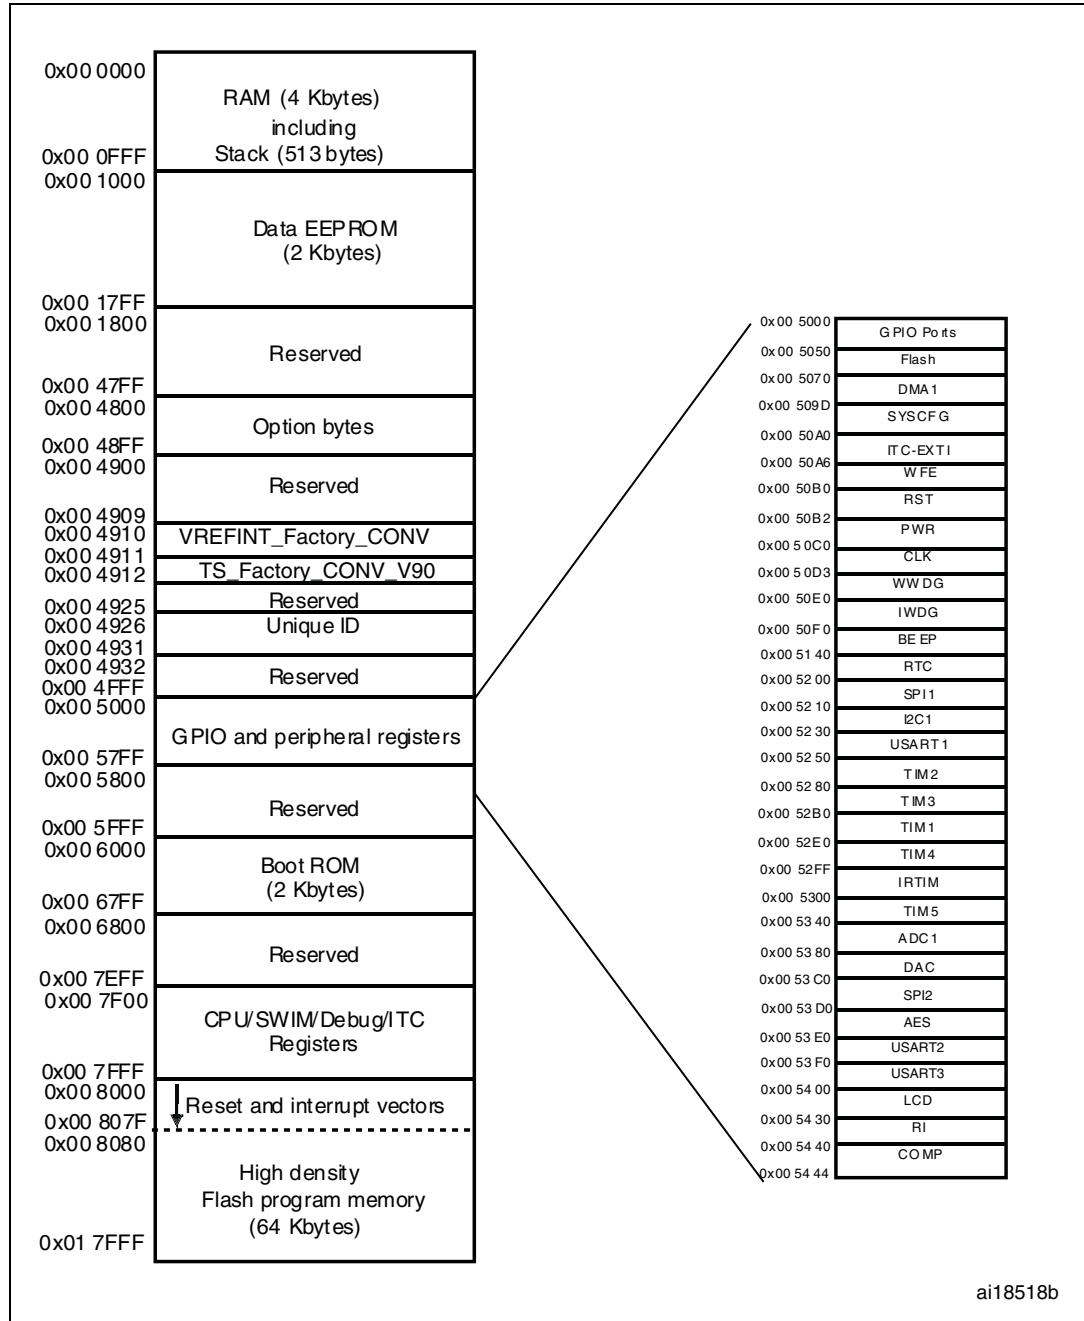 0x00 0000
RAM (4 Kbytes)
including
Stack (513 bytes)
0x00 0FFF
0x00 1000
Data EEPROM
(2 Kbytes)
0x00 17FF
0x00 1800
Reserved
0x00 47FF
0x00 4800
Option bytes
0x00 48FF
0x00 4900
Reserved
0x00 4909
0x00 4910
VREFINT_Factory_CONV
0x00 4911
0x00 4912
TS_Factory_CONV_V90
Reserved
0x00 4925
0x00 4926
Unique ID
0x00 4931
0x00 4932
Reserved
0x00 4FFF
0x00 5000
GPIO and peripheral registers
0x00 57FF
0x00 5800
Reserved
0x00 5FFF
0x00 6000
Boot ROM
(2 Kbytes)
0x00 67FF
0x00 6800
Reserved
0x00 7EFF
0x00 7F00
CPU/SWIM/Debug/ITC
Registers
0x00 7FFF
0x00 8000
Reset and interrupt vectors
0x00 807F
0x00 8080
High density
Flash program memory
(64 Kbytes)
0x01 7FFF
0x00 5000
GPIO Ports
0x00 5050
Flash
0x00 5070
DMA1
0x00 509D
SYSCFG
0x00 50A0
ITC-EXTI
0x00 50A6
WFE
0x00 50B0
RST
0x00 50B2
PWR
0x00 50C0
CLK
0x00 50D3
WWDG
0x00 50E0
IWDG
0x00 50F0
BEEP
0x00 5140
RTC
0x00 5200
SPI1
0x00 5210
I2C1
0x00 5230
USART1
0x00 5250
TIM2
0x00 5280
TIM3
0x00 52B0
TIM1
0x00 52E0
TIM4
0x00 52FF
IRTIM
0x00 5300
TIM5
0x00 5340
ADC1
0x00 5380
DAC
0x00 53C0
SPI2
0x00 53D0
AES
0x00 53E0
USART2
0x00 53F0
USART3
0x00 5400
LCD
0x00 5430
RI
0x00 5440
COMP
0x00 5444
ai18518b